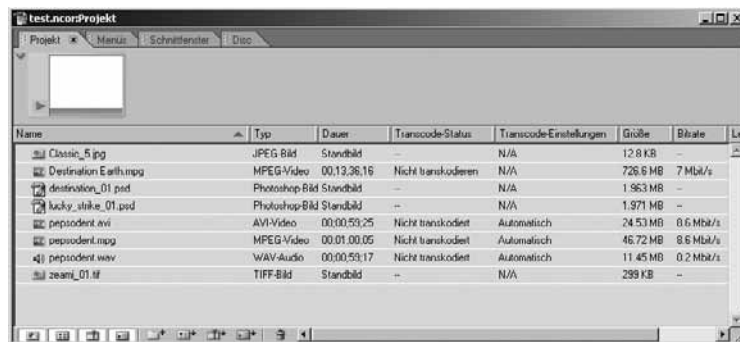 test.ncor:Projekt
Projekt Menüs Schnittfenster Disc
Name Typ Dauer Transcode-Status Transcode-Einstellungen Größe Bitrate Le
Classic_5.jpg JPEG-Bild Standbild -- N/A 12.8 KB --
Destination Earth.mpg MPEG-Video 00,13,36,16 Nicht transkodieren N/A 726.6 MB 7 Mbit/s
destination_01.psd Photoshop-Bild Standbild -- N/A 1.963 MB --
lucky_strike_01.psd Photoshop-Bild Standbild -- N/A 1.971 MB --
pepsodent.avi AVI-Video 00;00;59;25 Nicht transkodiert Automatisch 24.53 MB 8.6 Mbit/s
pepsodent.mpg MPEG-Video 00:01:00:05 Nicht transkodiert Automatisch 46.72 MB 8.6 Mbit/s
pepsodent.wav WAV-Audio 00;00;59;17 Nicht transkodiert Automatisch 11.45 MB 0.2 Mbit/s
zeami_01.tif TIFF-Bild Standbild -- N/A 299 KB --